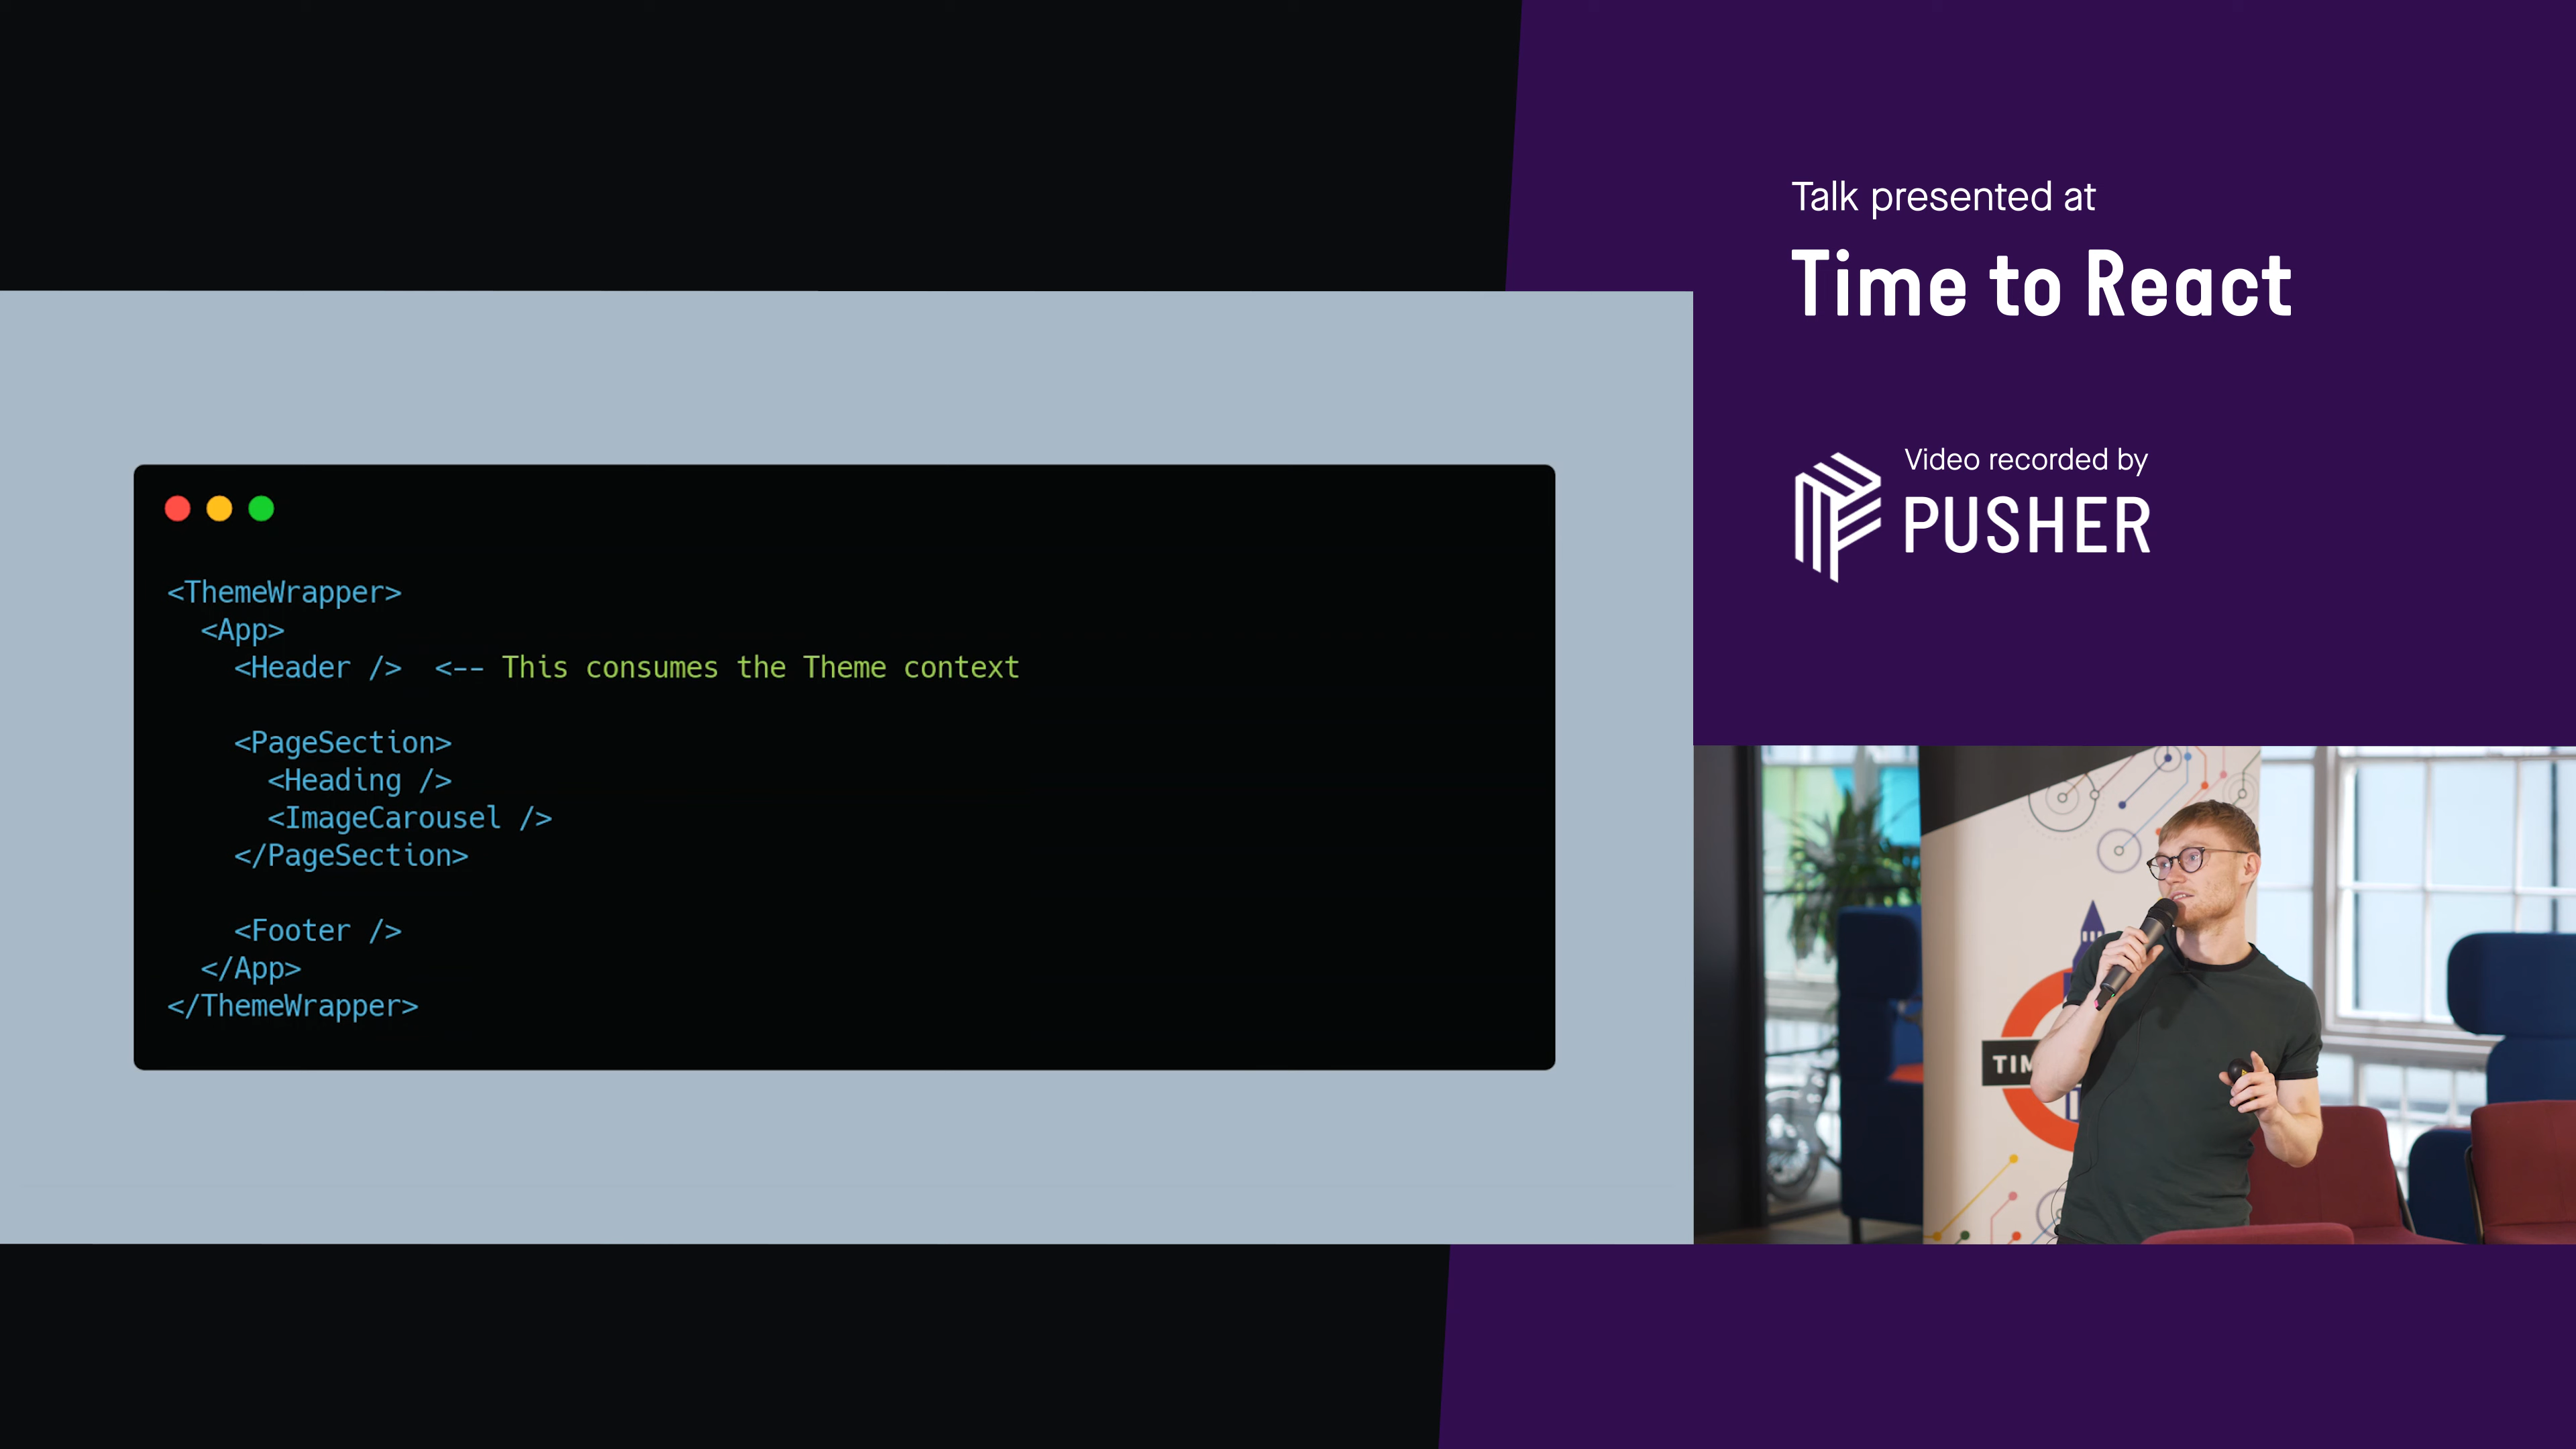 <ThemeWrapper>
  <App>
    <Header />  <-- This consumes the Theme context

    <PageSection>
      <Heading />
      <ImageCarousel />
    </PageSection>

    <Footer />
  </App>
</ThemeWrapper>
Talk presented at
Time to React
Video recorded by
PUSHER